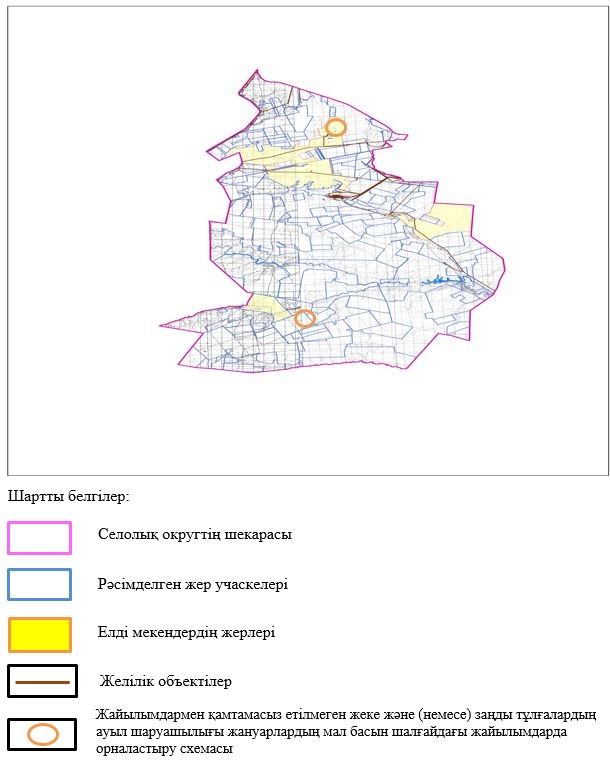 Шартты белгілер:
Селолық округтің шекарасы
Рәсімделген жер учаскелері
Елді мекендердің жерлері
Желілік объектілер
Жайылымдармен қамтамасыз етілмеген жеке және (немесе) заңды тұлғалардың
ауыл шаруашылығы жануарлардың мал басын шалғайдағы жайылымдарда
орналастыру схемасы